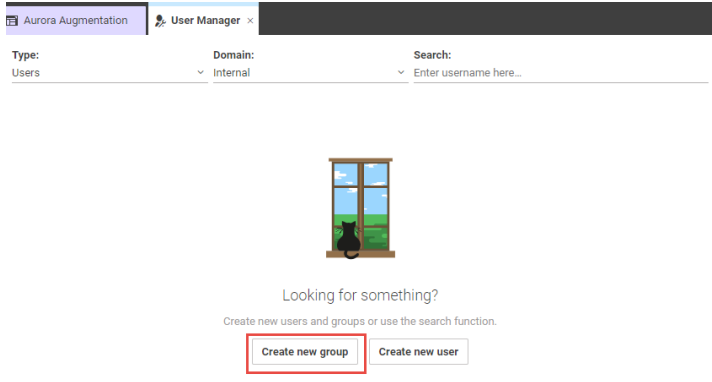 Aurora Augmentation User Manager ×
Type: Domain: Search:
Users Internal Enter username here...
Looking for something?
Create new users and groups or use the search function.
Create new group Create new user